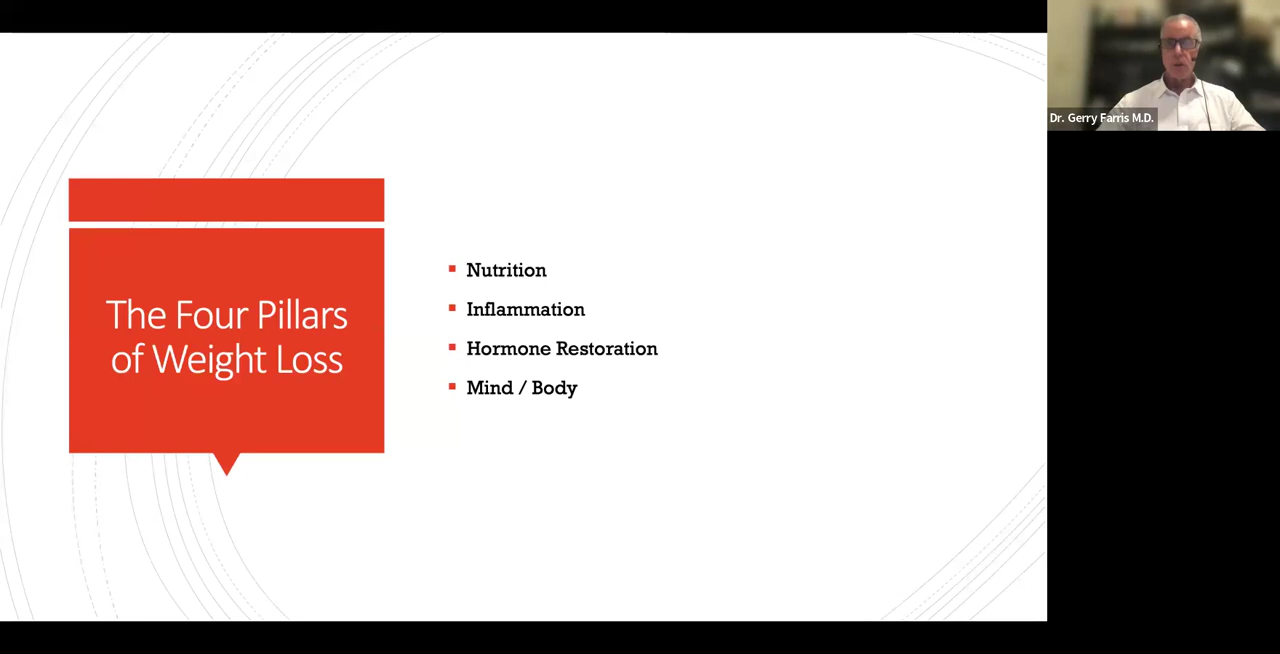 The Four Pillars
of Weight Loss
Nutrition
Inflammation
Hormone Restoration
Mind / Body
Dr. Gerry Farris M.D.